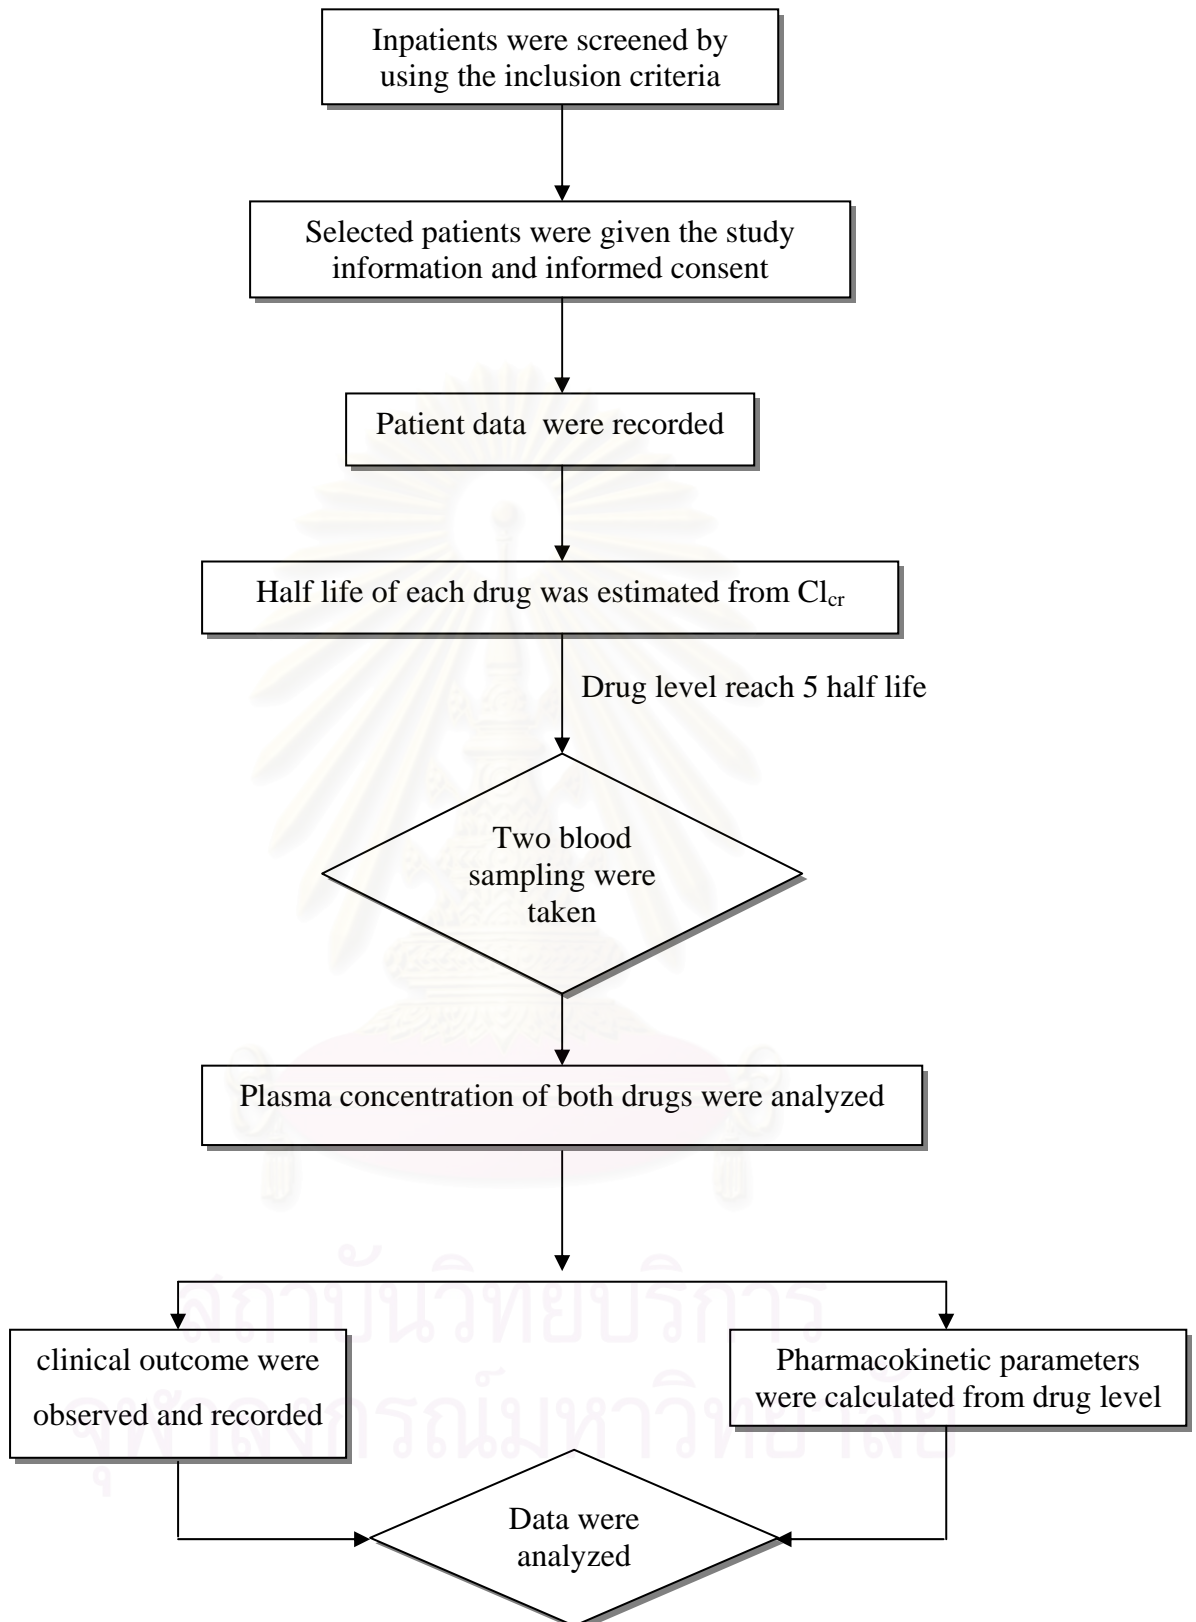 Inpatients were screened by
using the inclusion criteria
Selected patients were given the study
information and informed consent
Patient data were recorded
Half life of each drug was estimated from Cl_cr
Drug level reach 5 half life
Two blood
sampling were
taken
Plasma concentration of both drugs were analyzed
สถาบันวิทยบริการ
clinical outcome were
observed and recorded
Pharmacokinetic parameters
were calculated from drug level
จุฬาลงกรณ์มหาวิทยาลัย
Data were
analyzed